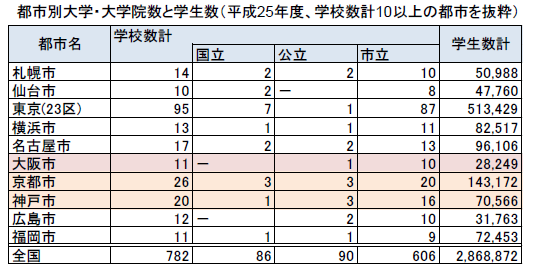 都市別大学・大学院数と学生数(平成25年度、学校数計10以上の都市を抜粋)
都市名 学校数計 学生数計
国立 公立 市立
札幌市 14 2 2 10 50,988
仙台市 10 2 － 8 47,760
東京(23区) 95 7 1 87 513,429
横浜市 13 1 1 11 82,517
名古屋市 17 2 2 13 96,106
大阪市 11 － 1 10 28,249
京都市 26 3 3 20 143,172
神戸市 20 1 3 16 70,566
広島市 12 － 2 10 31,763
福岡市 11 1 1 9 72,453
全国 782 86 90 606 2,868,872